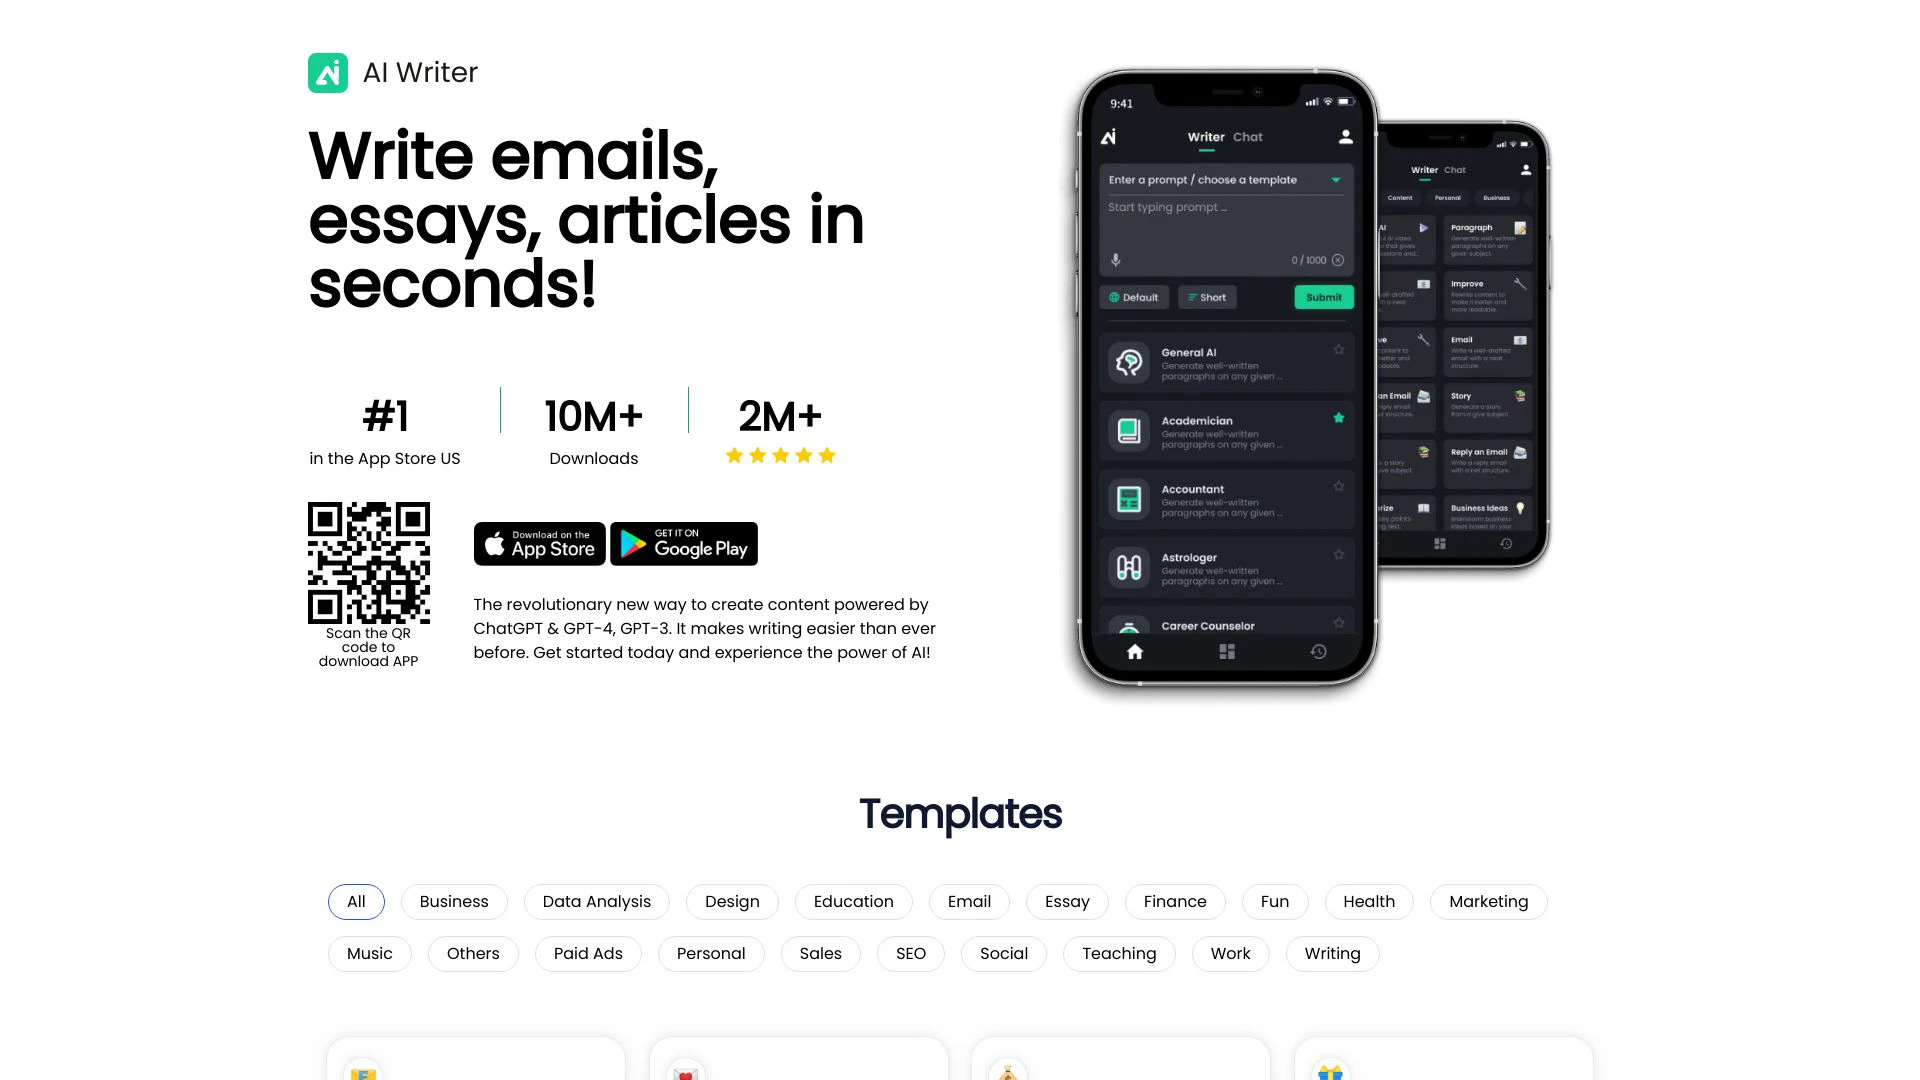 AI Writer
Write emails,
essays, articles in
seconds!
#1
in the App Store US
10M+
Downloads
2M+
Scan the QR
code to
download APP
Download on the
App Store
GET IT ON
Google Play
The revolutionary new way to create content powered by
ChatGPT & GPT-4, GPT-3. It makes writing easier than ever
before. Get started today and experience the power of AI!
9:41
Writer Chat
Enter a prompt / choose a template
Start typing prompt ...
0 / 1000
Default
Short
Submit
General AI
Generate well-written
paragraphs on any given ...
Academician
Generate well-written
paragraphs on any given ...
Accountant
Generate well-written
paragraphs on any given ...
Astrologer
Generate well-written
paragraphs on any given ...
Career Counselor
Writer Chat
Content Personal Business
Paragraph
Generate well-written
paragraphs on any
given subject.
Improve
Rewrite content to
make it better and
more readable.
Email
Write a well-drafted
email with a neat
structure.
Story
Generate a story
from a give subject.
Reply an Email
Write a reply email
with a net structure.
Business Ideas
Brainstorm business
ideas based on your
Templates
All
Business
Data Analysis
Design
Education
Email
Essay
Finance
Fun
Health
Marketing
Music
Others
Paid Ads
Personal
Sales
SEO
Social
Teaching
Work
Writing